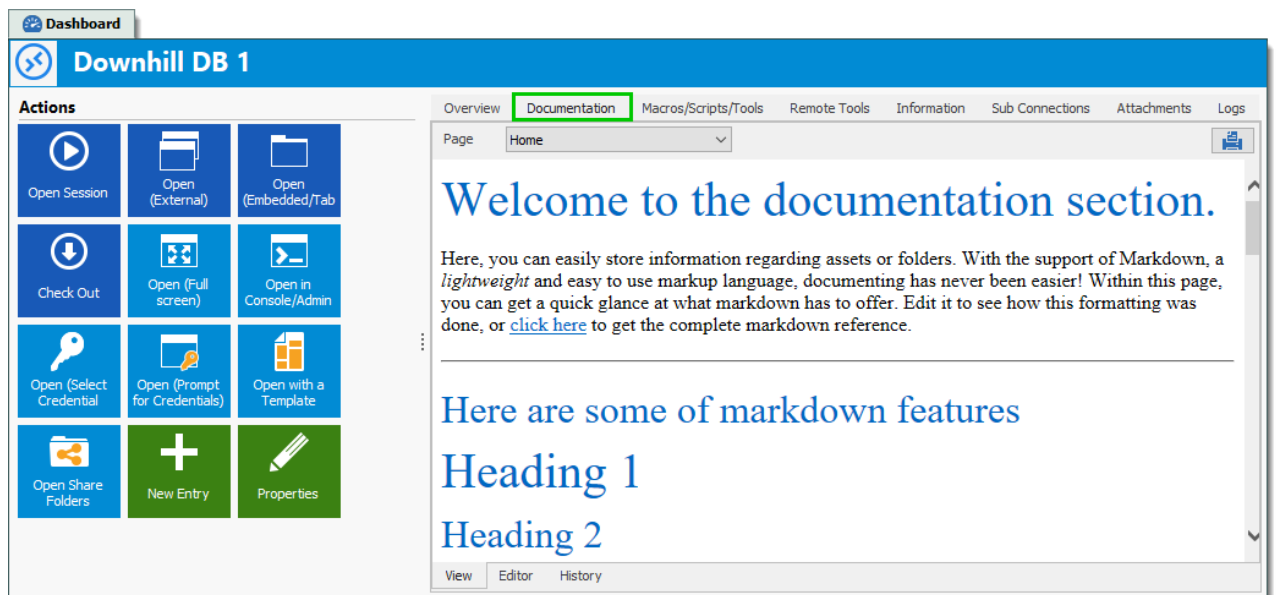 Dashboard
Downhill DB 1
Actions
Open Session
Open
(External)
Open
(Embedded/Tab
Check Out
Open (Full
screen)
Open in
Console/Admin
Open (Select
Credential
Open (Prompt
for Credentials)
Open with a
Template
Open Share
Folders
New Entry
Properties
Overview Documentation Macros/Scripts/Tools Remote Tools Information Sub Connections Attachments Logs
Page Home
Welcome to the documentation section.
Here, you can easily store information regarding assets or folders. With the support of Markdown, a
lightweight and easy to use markup language, documenting has never been easier! Within this page,
you can get a quick glance at what markdown has to offer. Edit it to see how this formatting was
done, or click here to get the complete markdown reference.
Here are some of markdown features
Heading 1
Heading 2
View Editor History